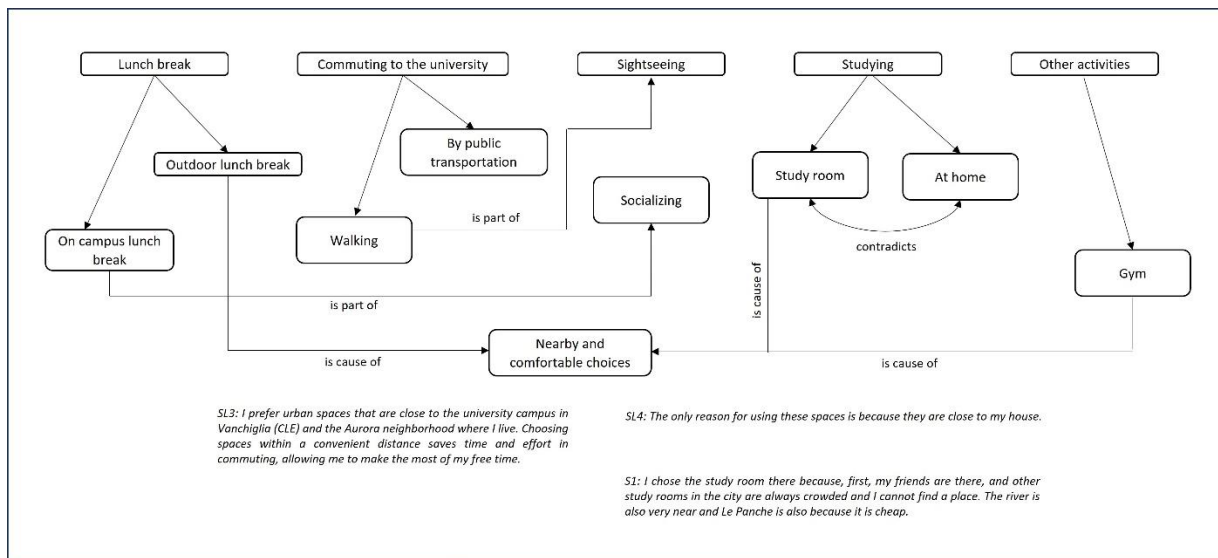 Lunch break
Commuting to the university
Sightseeing
Studying
Other activities
By public
transportation
Outdoor lunch break
Study room
At home
Socializing
is part of
Walking
On campus lunch
break
contradicts
Gym
is cause of
is part of
Nearby and
comfortable choices
is cause of
is cause of
SL3: I prefer urban spaces that are close to the university campus in
Vanchiglia (CLE) and the Aurora neighborhood where I live. Choosing
spaces within a convenient distance saves time and effort in
commuting, allowing me to make the most of my free time.
SL4: The only reason for using these spaces is because they are close to my house.
S1: I chose the study room there because, first, my friends are there, and other
study rooms in the city are always crowded and I cannot find a place. The river is
also very near and Le Panche is also because it is cheap.